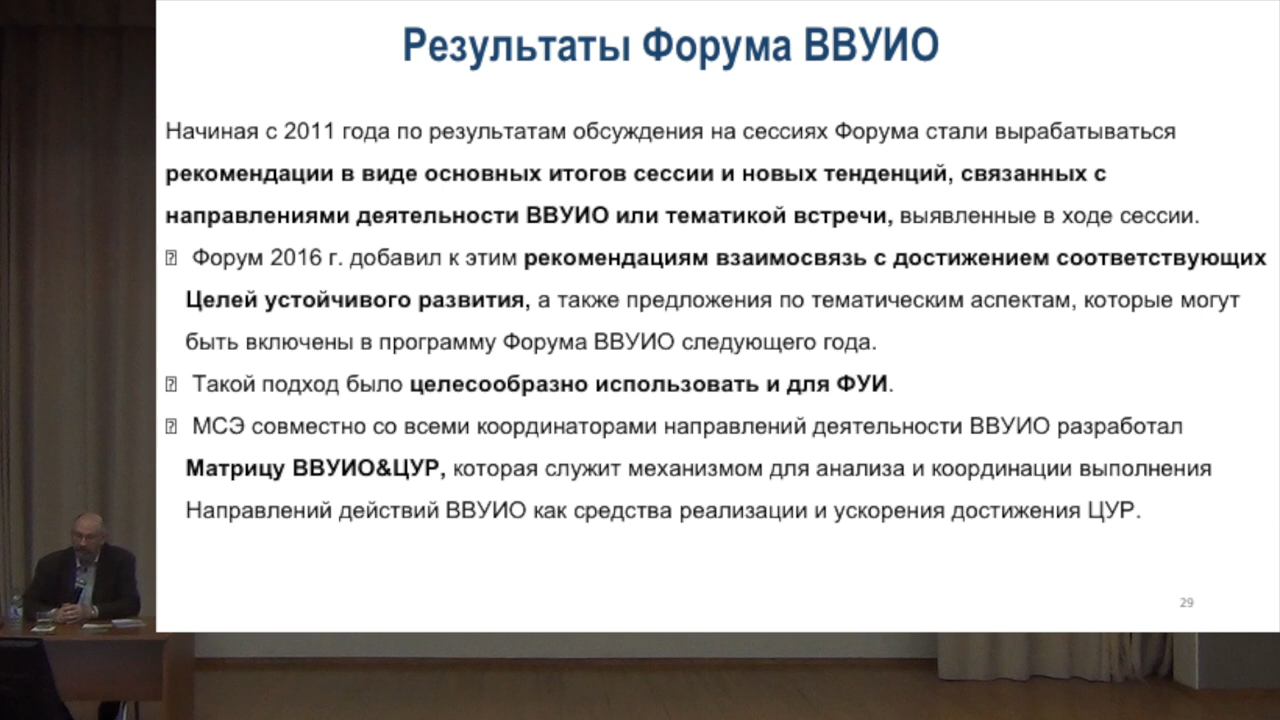 Результаты Форума ВВУИО
Начиная с 2011 года по результатам обсуждения на сессиях Форума стали вырабатываться
рекомендации в виде основных итогов сессии и новых тенденций, связанных с
направлениями деятельности ВВУИО или тематикой встречи, выявленные в ходе сессии.
Форум 2016 г. добавил к этим рекомендациям взаимосвязь с достижением соответствующих
Целей устойчивого развития, а также предложения по тематическим аспектам, которые могут
быть включены в программу Форума ВВУИО следующего года.
Такой подход было целесообразно использовать и для ФУИ.
МСЭ совместно со всеми координаторами направлений деятельности ВВУИО разработал
Матрицу ВВУИО&ЦУР, которая служит механизмом для анализа и координации выполнения
Направлений действий ВВУИО как средства реализации и ускорения достижения ЦУР.
29